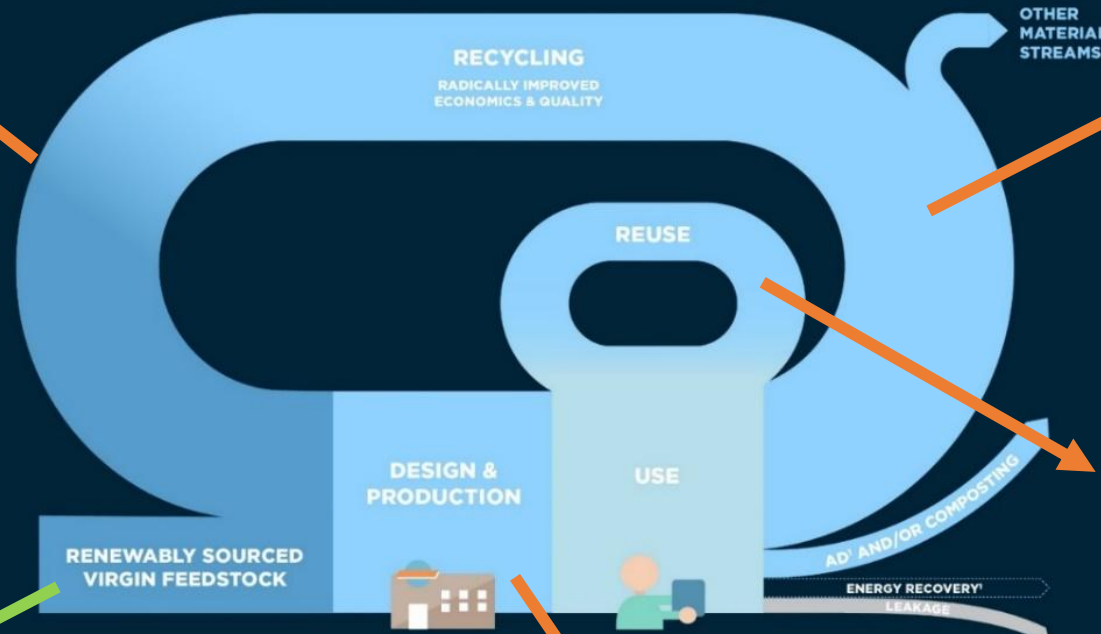 OTHER
MATERIAL
STREAMS
RECYCLING
RADICALLY IMPROVED
ECONOMICS & QUALITY
REUSE
DESIGN &
PRODUCTION
USE
RENEWABLY SOURCED
VIRGIN FEEDSTOCK
AD¹ AND/OR COMPOSTING
ENERGY RECOVERY¹
LEAKAGE